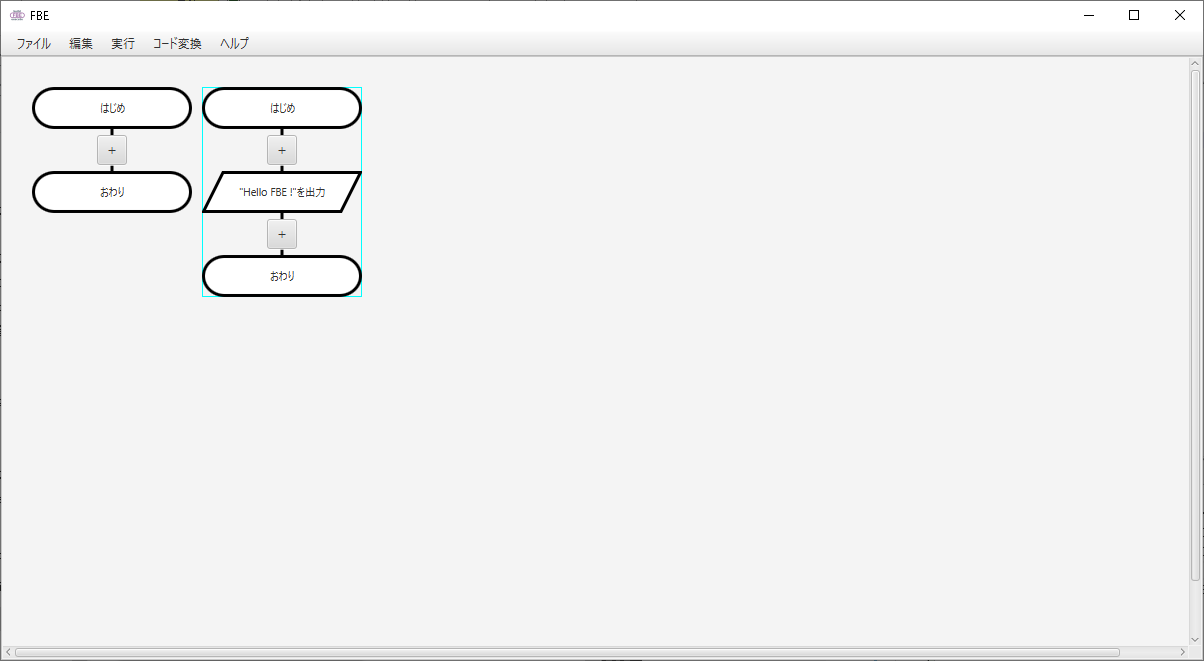 FBE
ファイル 編集 実行 コード変換 ヘルプ
はじめ
+
おわり
はじめ
+
"Hello FBE !"を出力
+
おわり